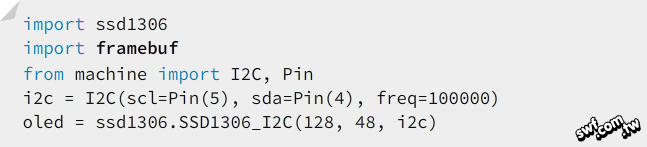 import ssd1306
import framebuf
from machine import I2C, Pin
i2c = I2C(scl=Pin(5), sda=Pin(4), freq=100000)
oled = ssd1306.SSD1306_I2C(128, 48, i2c)
swf.com.tw